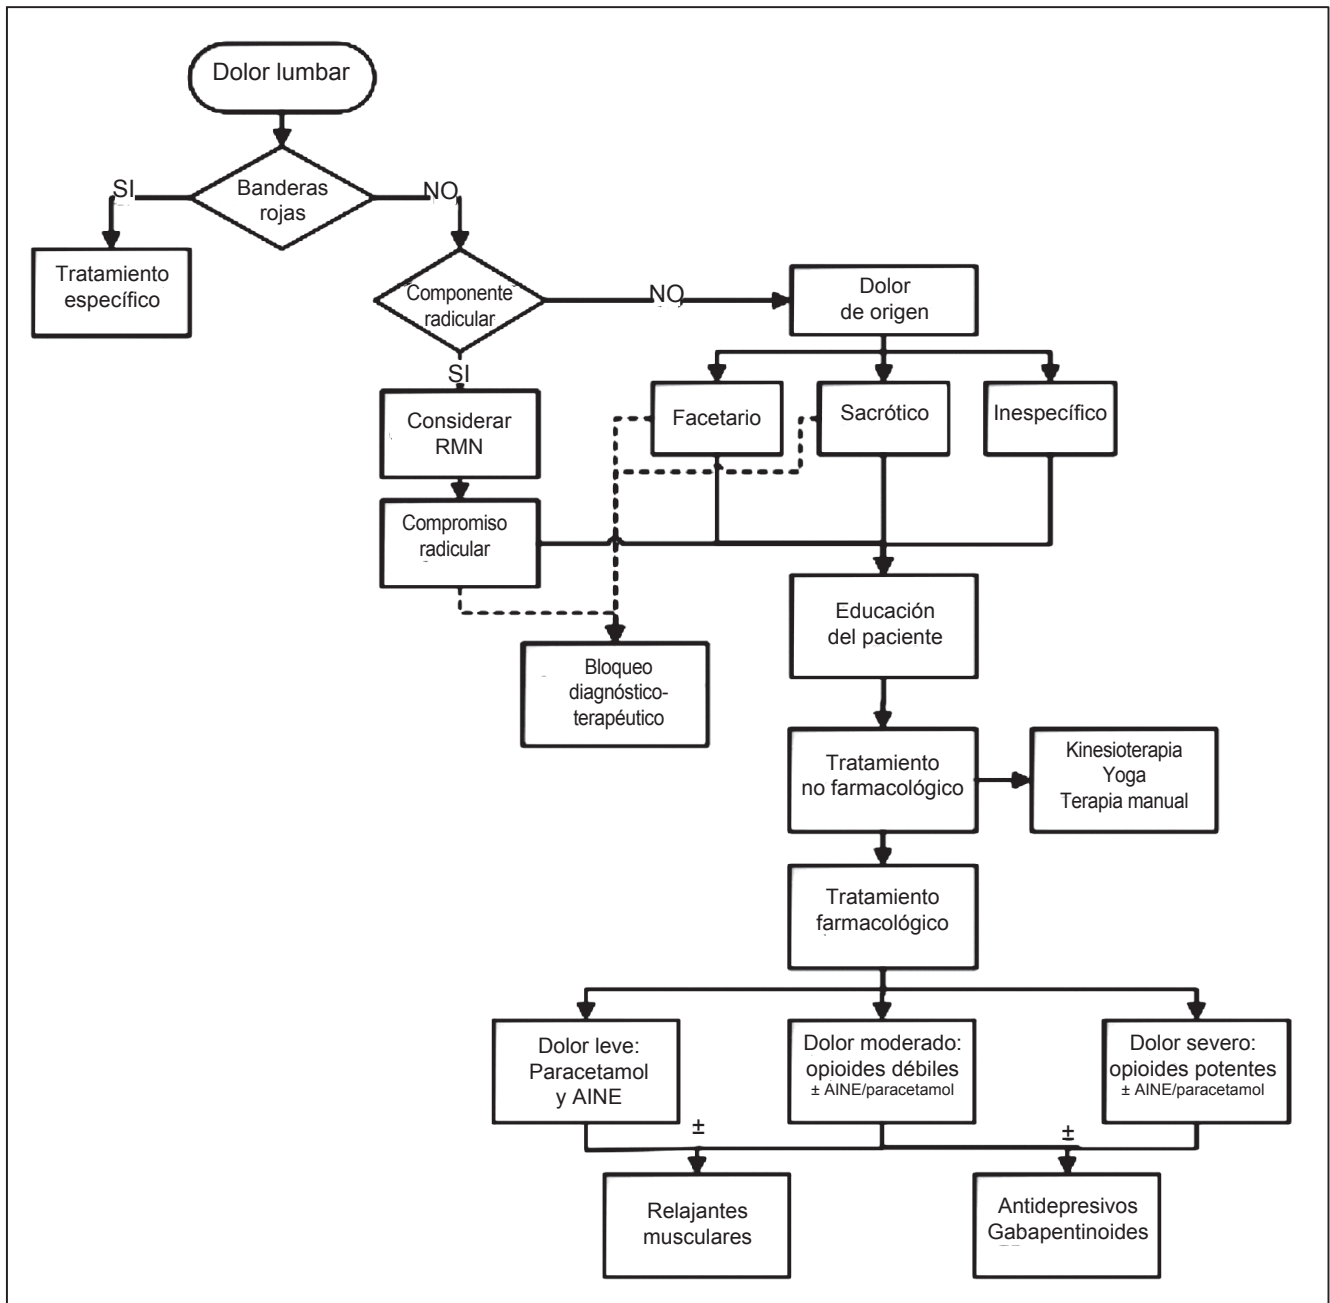 Dolor lumbar
Banderas
rojas
SI
NO
Tratamiento
específico
Componente
radicular
NO
Dolor
de origen
SI
Considerar
RMN
Facetario
Sacrótico
Inespecífico
Compromiso
radicular
Educación
del paciente
Bloqueo
diagnóstico-
terapéutico
Tratamiento
no farmacológico
Kinesioterapia
Yoga
Terapia manual
Tratamiento
farmacológico
Dolor leve:
Paracetamol
y AINE
Dolor moderado:
opioides débiles
± AINE/paracetamol
Dolor severo:
opioides potentes
± AINE/paracetamol
±
±
Relajantes
musculares
Antidepresivos
Gabapentinoides